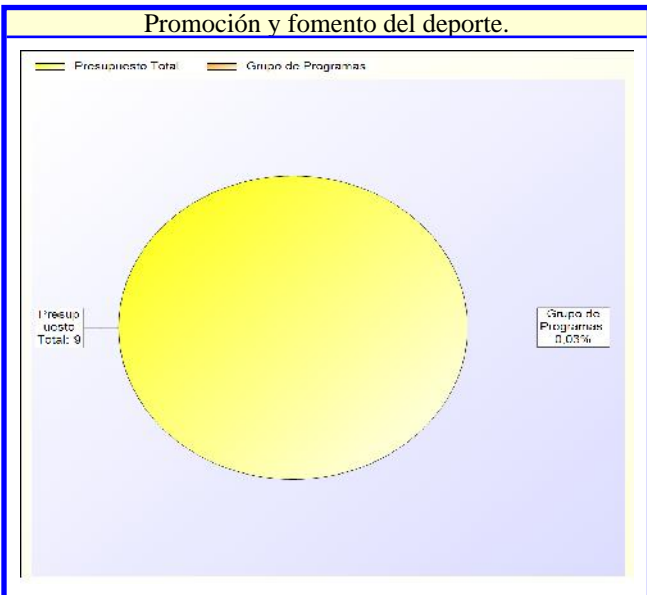 Promoción y fomento del deporte.
Presupuesto Total Grupo de Programas
Presup
uesto
Total: 9
Grupo de
Programas
0,03%